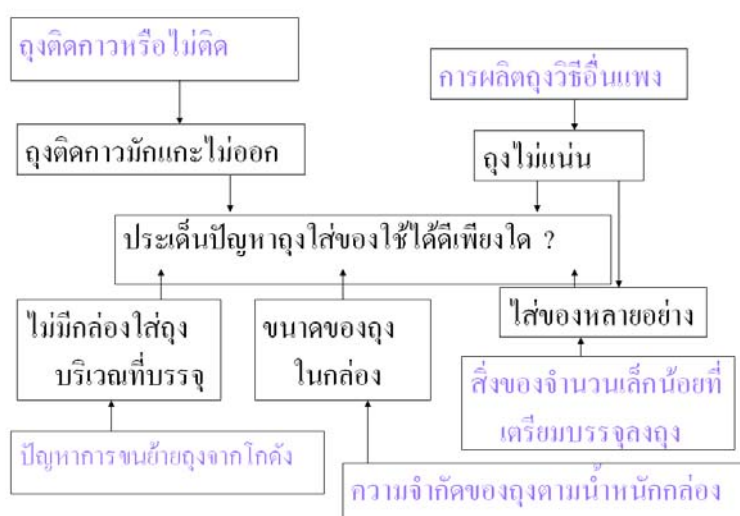 ถุงติดกาวหรือไม่ติด
การผลิตถุงวิธีอื่นแพง
ถุงติดกาวมักแกะไม่ออก
ถุงไม่แน่น
ประเด็นปัญหาถุงใส่ของใช้ได้ดีเพียงใด ?
ไม่มีกล่องใส่ถุง
บริเวณที่บรรจุ
ขนาดของถุง
ในกล่อง
ไส่ของหลายอย่าง
สิ่งของจำนวนเล็กน้อยที่
เตรียมบรรจุลงถุง
ปัญหาการขนย้ายถุงจากโกดัง
ความจำกัดของถุงตามน้ำหนักกล่อง